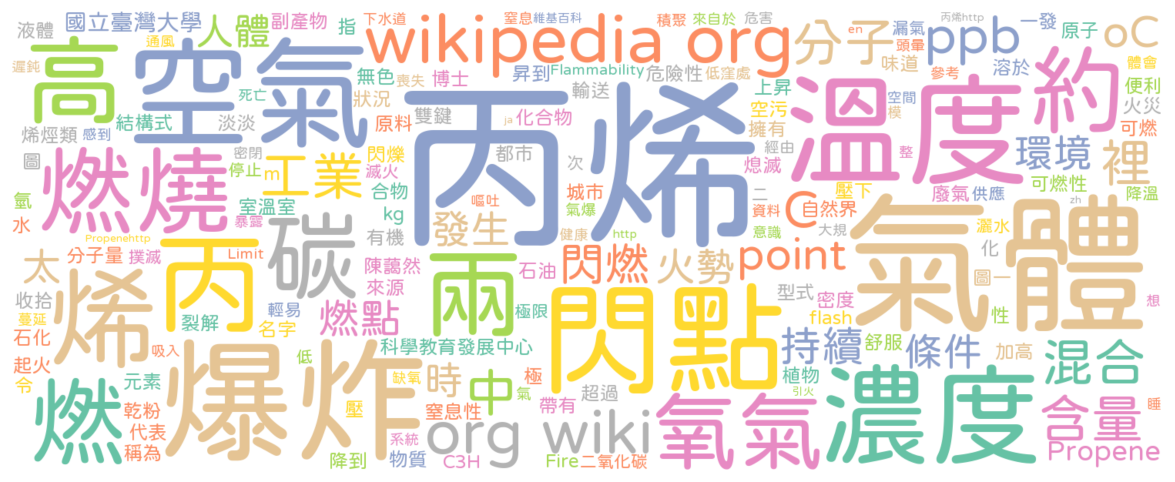 液體
國立臺灣大學
人體
副產物
指
下水道
窒息
維基百科
積聚
來自於
危害
丙烯http
一發
原子
oC
通風
wikipedia org
分子
en
漏氣
ppb
高
空氣
無色
喪失
博士
昇到
Flammability
危險性
低窪處
頭暈
味道
溶於
體會
遲鈍
死亡
狀況
輸送
上昇
空污
參考
約
便利
烯烴類
感到
結構式
淡淡
原料
雙鍵
化合物
ja
擁有
空間
模
火災
可燃
圖
密閉
停止
m
工業
閃爍
滅火
丙烯
都市
經由
溫度
整
環境
裡
燃燒
氫
室溫室
合物
次
熄滅
二
壓下
廢氣
供應
可燃性
降溫
水
暴露
kg
嘔吐
城市
氣爆
資料
C
自然界
zh
Propenehttp
碳
有機
發生
健康
http
意識
大規
灑水
太
分子量
撲滅
丙
Limit
陳藹然
來源
石油
閃燃
火勢
point
氣體
化
圖一
收拾
烯
輕易
燃點
兩
極限
閃點
型式
密度
flash
性
想
蔓延
石化
裂解
名字
科學教育發展中心
持續
舒服
條件
加高
混合
起火
吸入
低
令
元素
爆炸
缺氧
時
中
極
氣
超過
植物
引火
燃
乾粉
代表
稱為
壓
窒息性
帶有
氧氣
濃度
含量
睡
org wiki
系統
降到
物質
C3H
Fire
二氧化碳
Propene